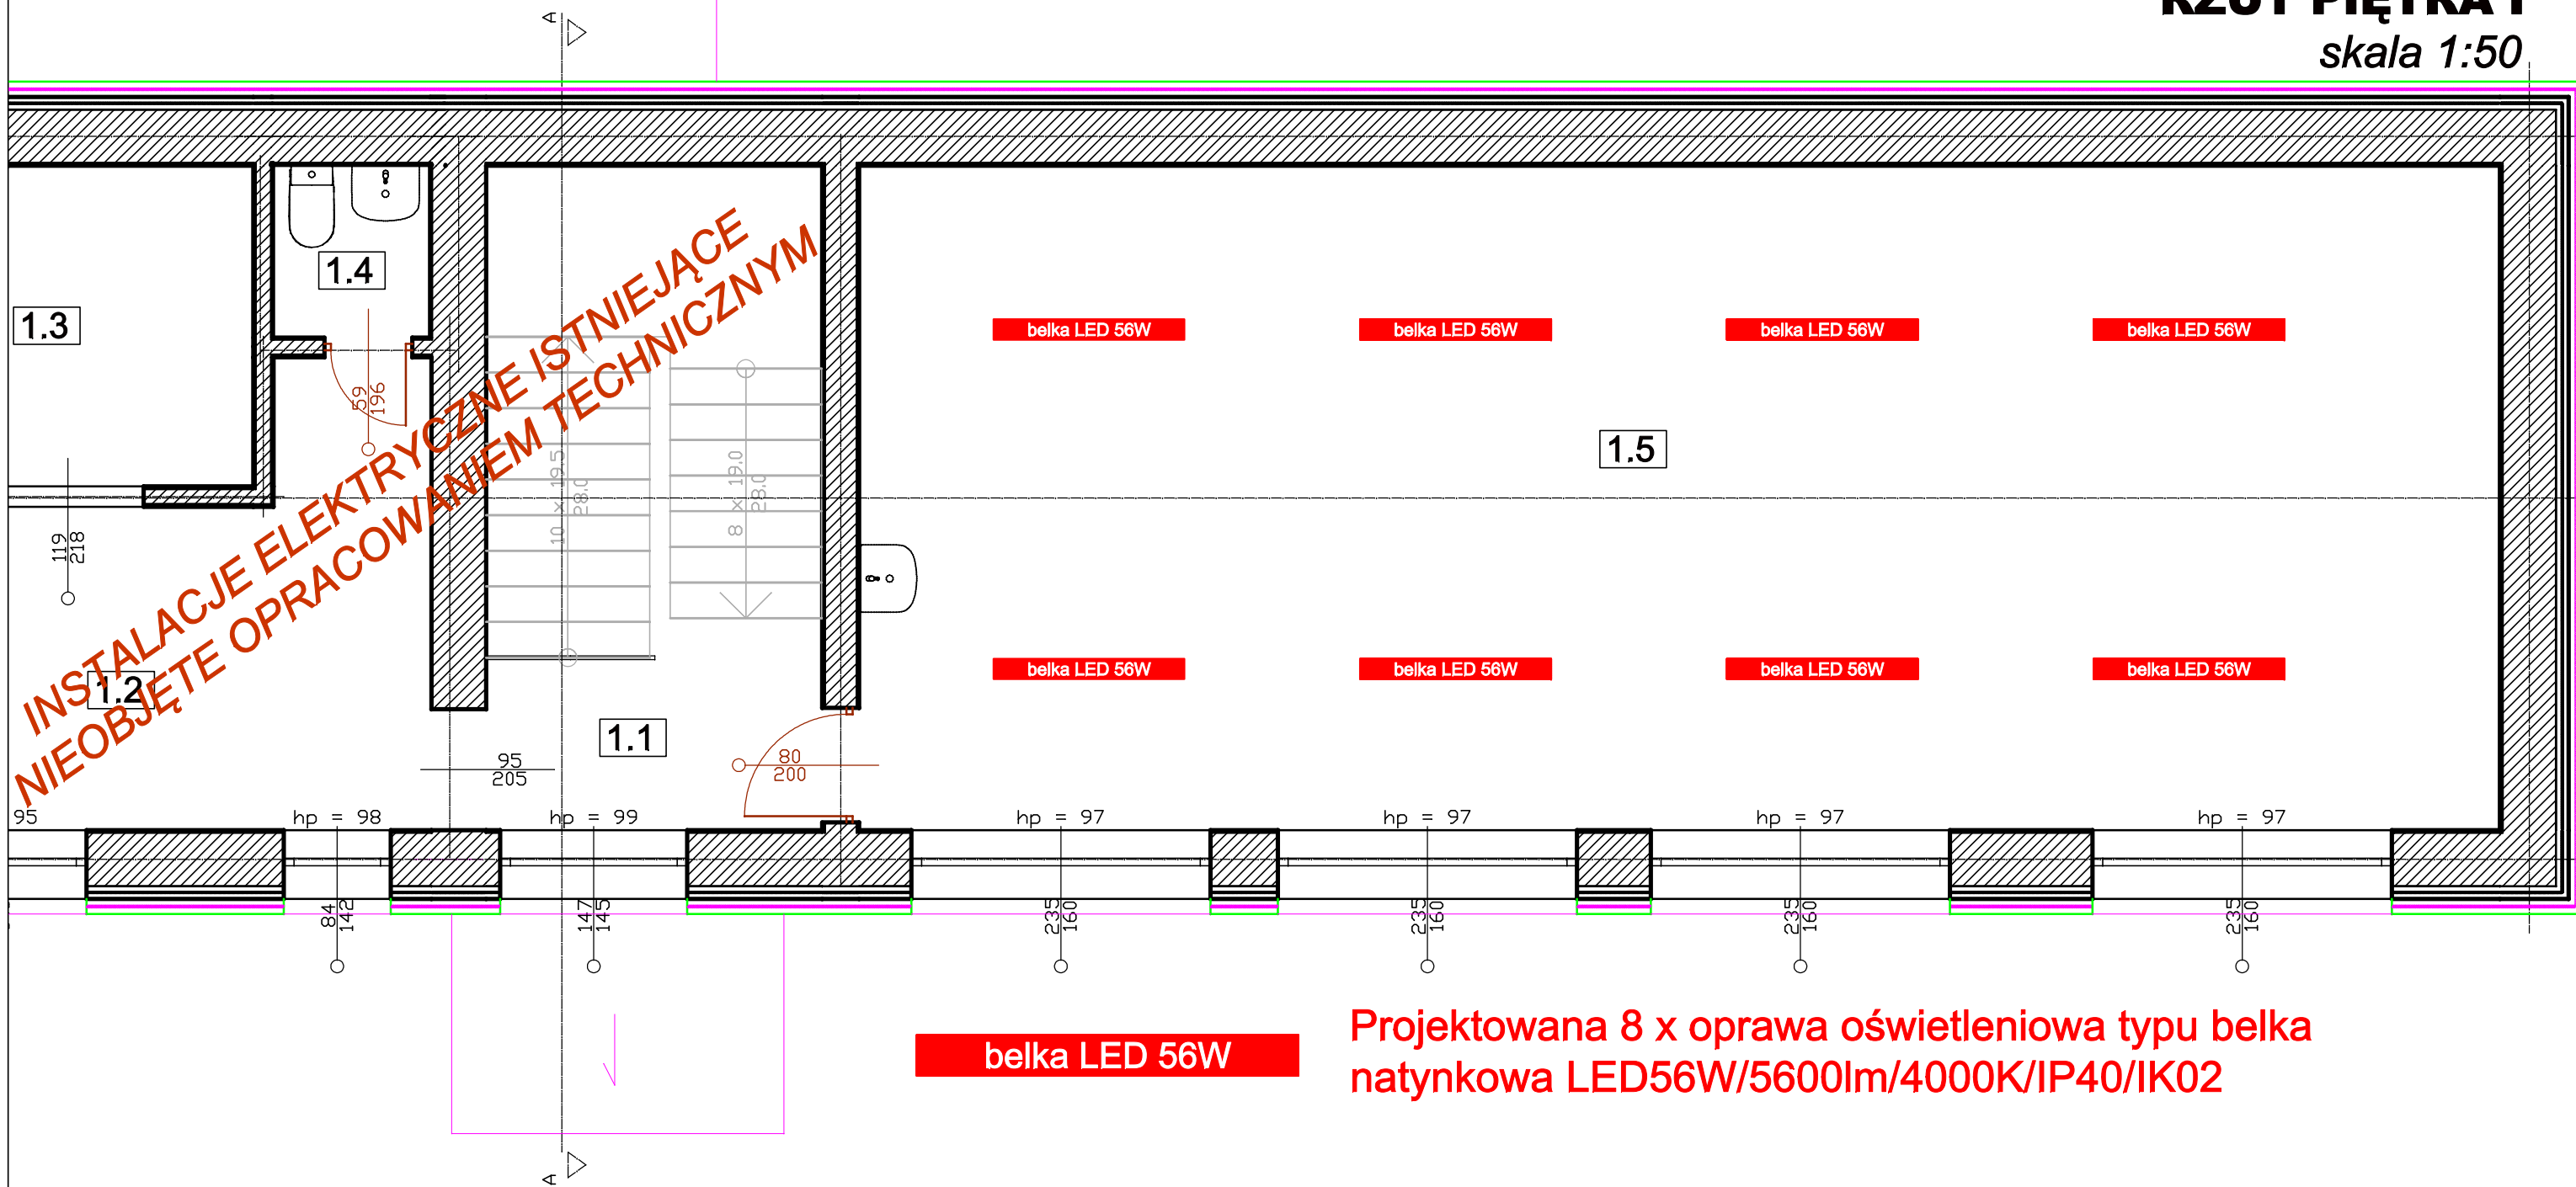 RZUT PIĘTRA I
skala 1:50
A
1.4
1.3
INSTALACJE ELEKTRYCZNE ISTNIEJĄCE
NIEOBJĘTE OPRACOWANIEM TECHNICZNYM
belka LED 56W
belka LED 56W
belka LED 56W
belka LED 56W
59
196
1.5
10 x 19.5
28.0
8 x 19.0
28.0
119
218
belka LED 56W
belka LED 56W
belka LED 56W
belka LED 56W
1.2
1.1
95
205
80
200
95
hp = 98
hp = 99
hp = 97
hp = 97
hp = 97
hp = 97
84
142
147
145
235
160
235
160
235
160
235
160
belka LED 56W
Projektowana 8 x oprawa oświetleniowa typu belka
natynkowa LED56W/5600lm/4000K/IP40/IK02
A